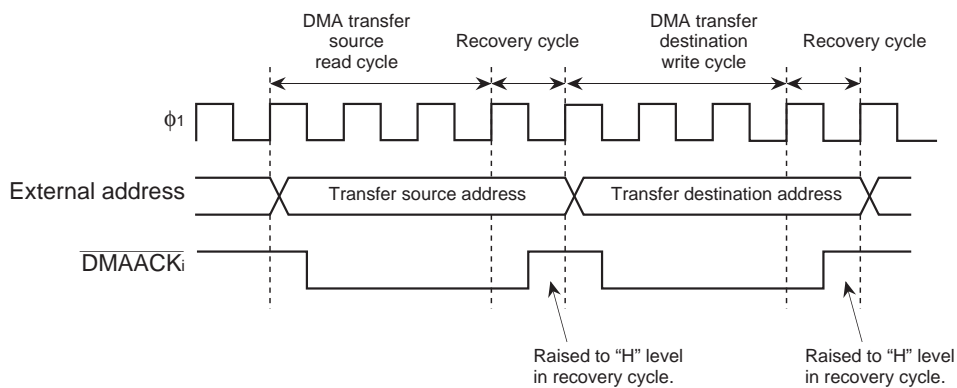 DMA transfer
source
read cycle
Recovery cycle
DMA transfer
destination
write cycle
Recovery cycle
ϕ1
External address
Transfer source address
Transfer destination address
DMAACKi
Raised to “H” level
in recovery cycle.
Raised to “H” level
in recovery cycle.